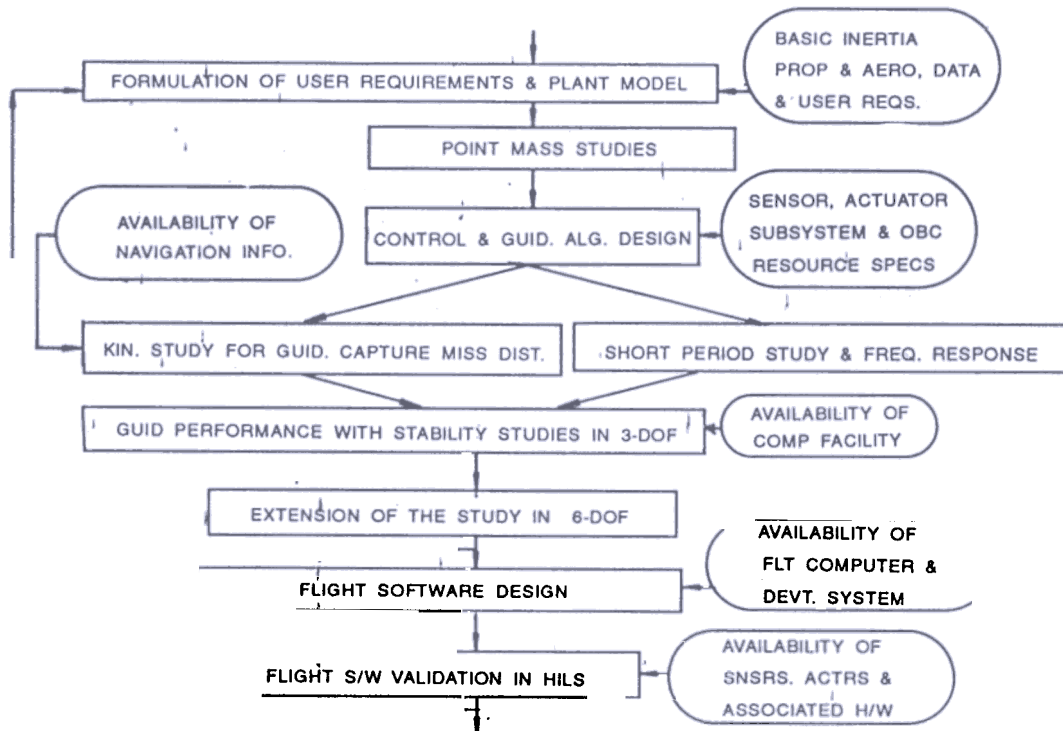 BASIC INERTIA
PROP & AERO, DATA
& USER REQS.
FORMULATION OF USER REQUIREMENTS & PLANT MODEL
POINT MASS STUDIES
AVAILABILITY OF
NAVIGATION INFO.
CONTROL & GUID. ALG. DESIGN
SENSOR, ACTUATOR
SUBSYSTEM & OBC
RESOURCE SPECS
KIN. STUDY FOR GUID. CAPTURE MISS DIST.
SHORT PERIOD STUDY & FREQ. RESPONSE
GUID PERFORMANCE WITH STABILITY STUDIES IN 3-DOF
AVAILABILITY OF
COMP FACILITY
EXTENSION OF THE STUDY IN 6-DOF
FLIGHT SOFTWARE DESIGN
AVAILABILITY OF
FLT COMPUTER &
DEVT. SYSTEM
FLIGHT S/W VALIDATION IN HILS
AVAILABILITY OF
SNSRS. ACTRS &
ASSOCIATED H/W